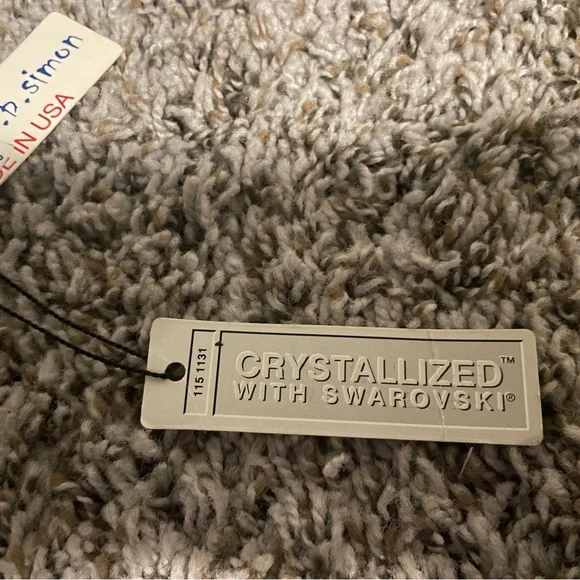 .D.Simon
IN USA
115 1131
CRYSTALLIZED™
WITH SWAROVSKI®